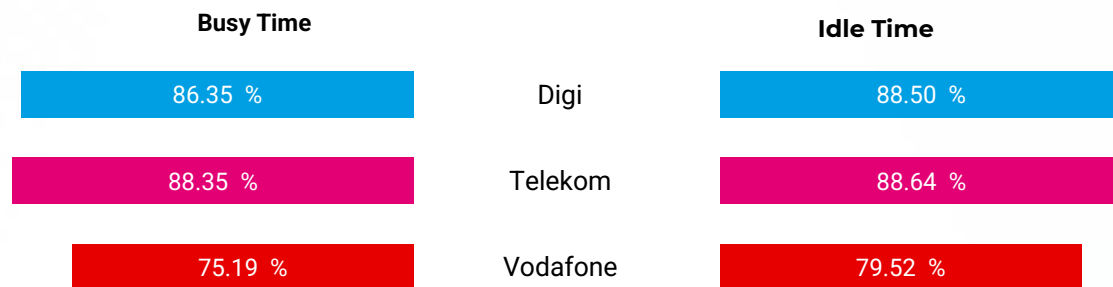 Busy Time
Idle Time
86.35 %
Digi
88.50 %
88.35 %
Telekom
88.64 %
75.19 %
Vodafone
79.52 %